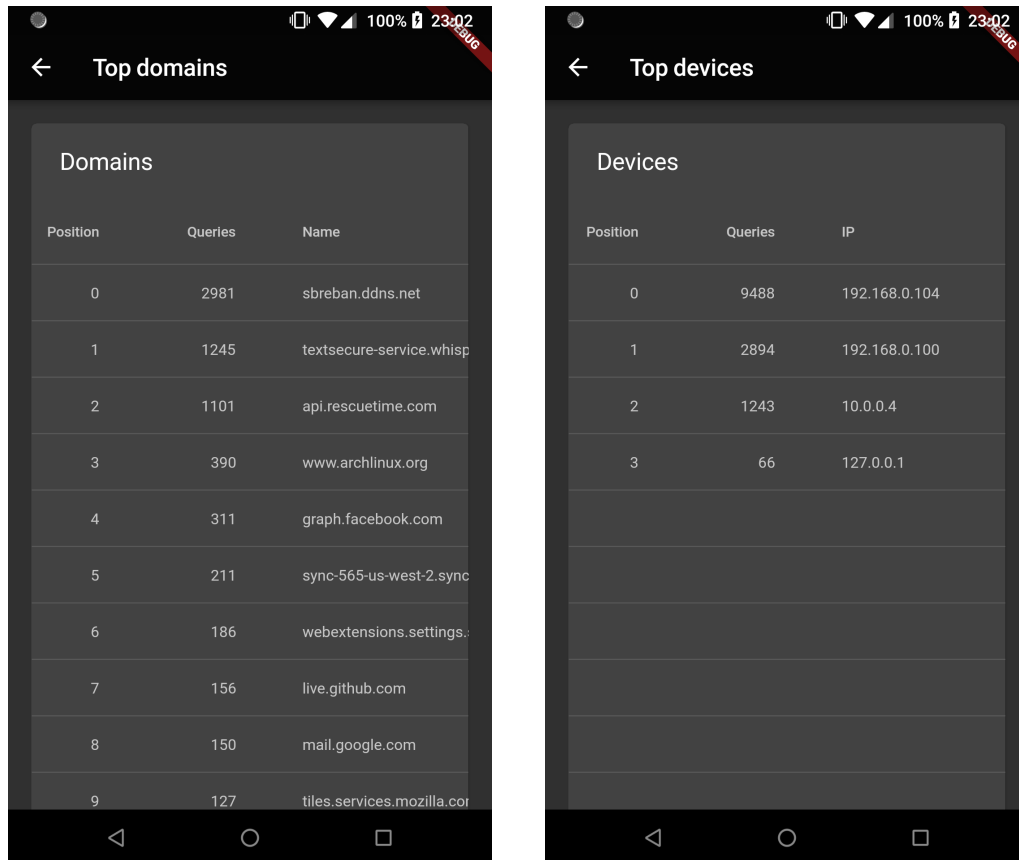 100% 23:02
DEBUG
Top domains
Domains
Position Queries Name
0 2981 sbreban.ddns.net
1 1245 textsecure-service.whisp
2 1101 api.rescuetime.com
3 390 www.archlinux.org
4 311 graph.facebook.com
5 211 sync-565-us-west-2.sync
6 186 webextensions.settings.
7 156 live.github.com
8 150 mail.google.com
9 127 tiles.services.mozilla.co
100% 23:02
DEBUG
Top devices
Devices
Position Queries IP
0 9488 192.168.0.104
1 2894 192.168.0.100
2 1243 10.0.0.4
3 66 127.0.0.1